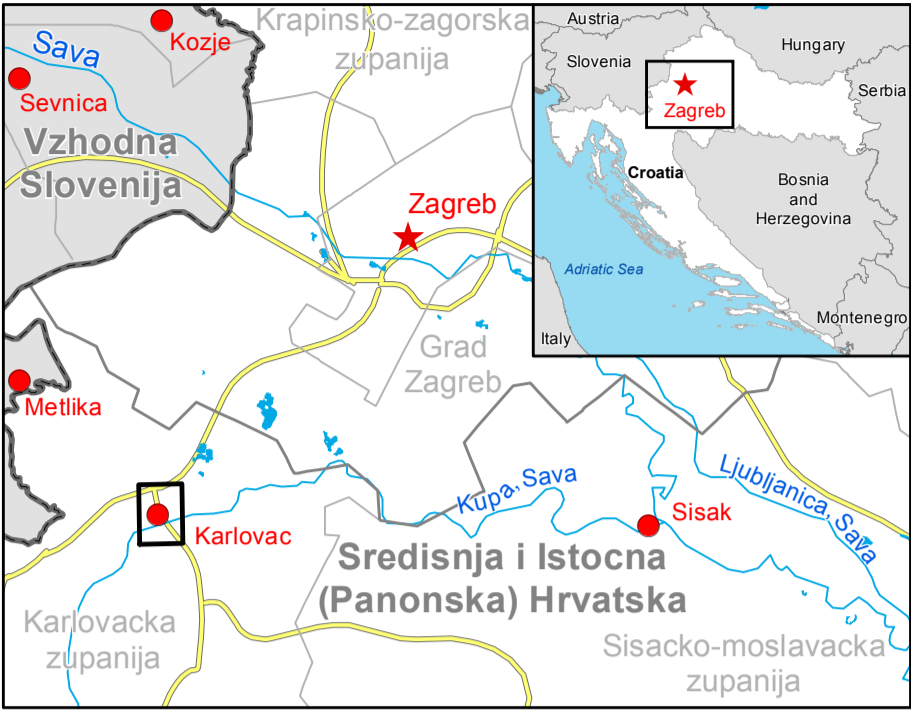 Krapinsko-zagorska
zupanija
Kozje
Sava
Sevnica
Vzhodna
Slovenija
Zagreb
Grad
Zagreb
Metlika
Karlovac
Kupa, Sava
Sisak
Ljubljanica, Sava
Sredisnja i Istocna
(Panonska) Hrvatska
Karlovacka
zupanija
Sisacko-moslavacka
zupanija
Austria
Hungary
Slovenia
Serbia
Zagreb
Croatia
Bosnia
and
Herzegovina
Adriatic Sea
Montenegro
Italy